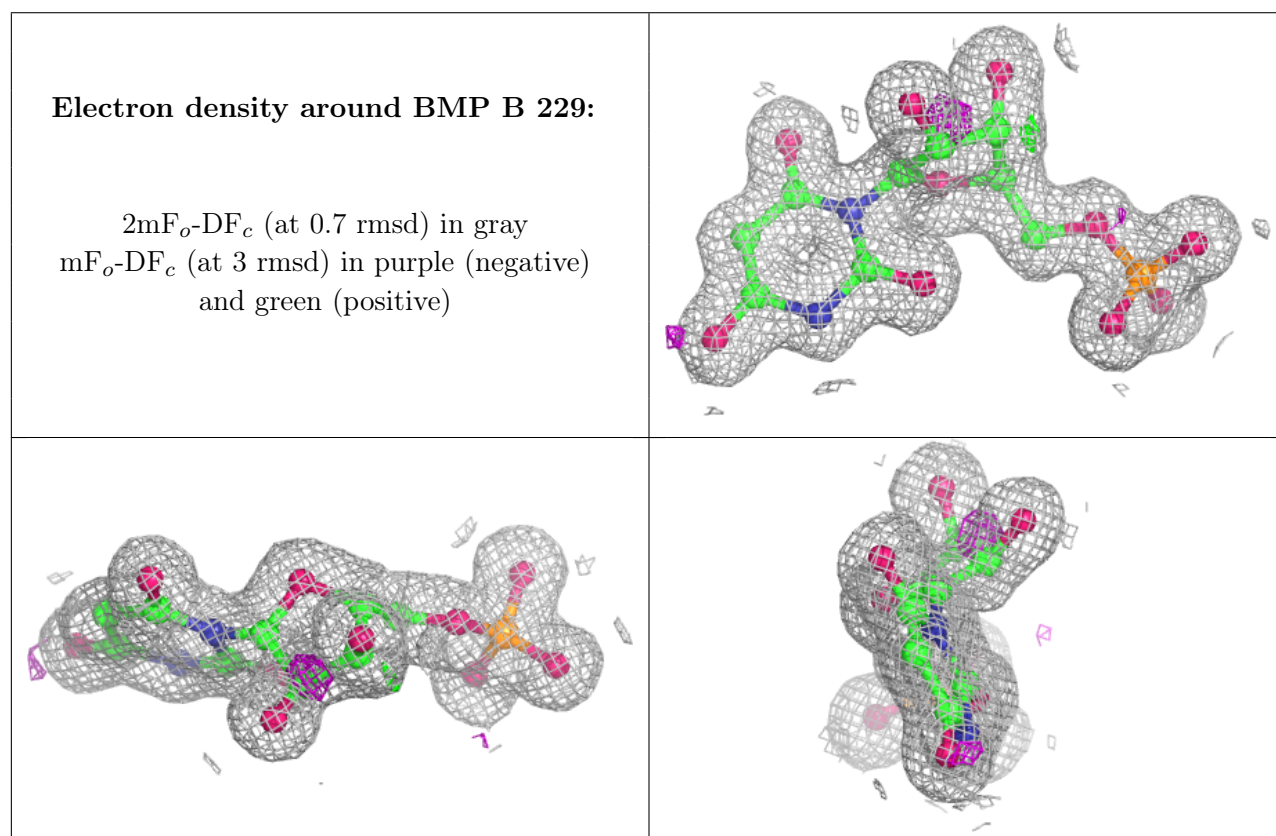 Electron density around BMP B 229:
2mFo-DFc (at 0.7 rmsd) in gray
mFo-DFc (at 3 rmsd) in purple (negative)
and green (positive)